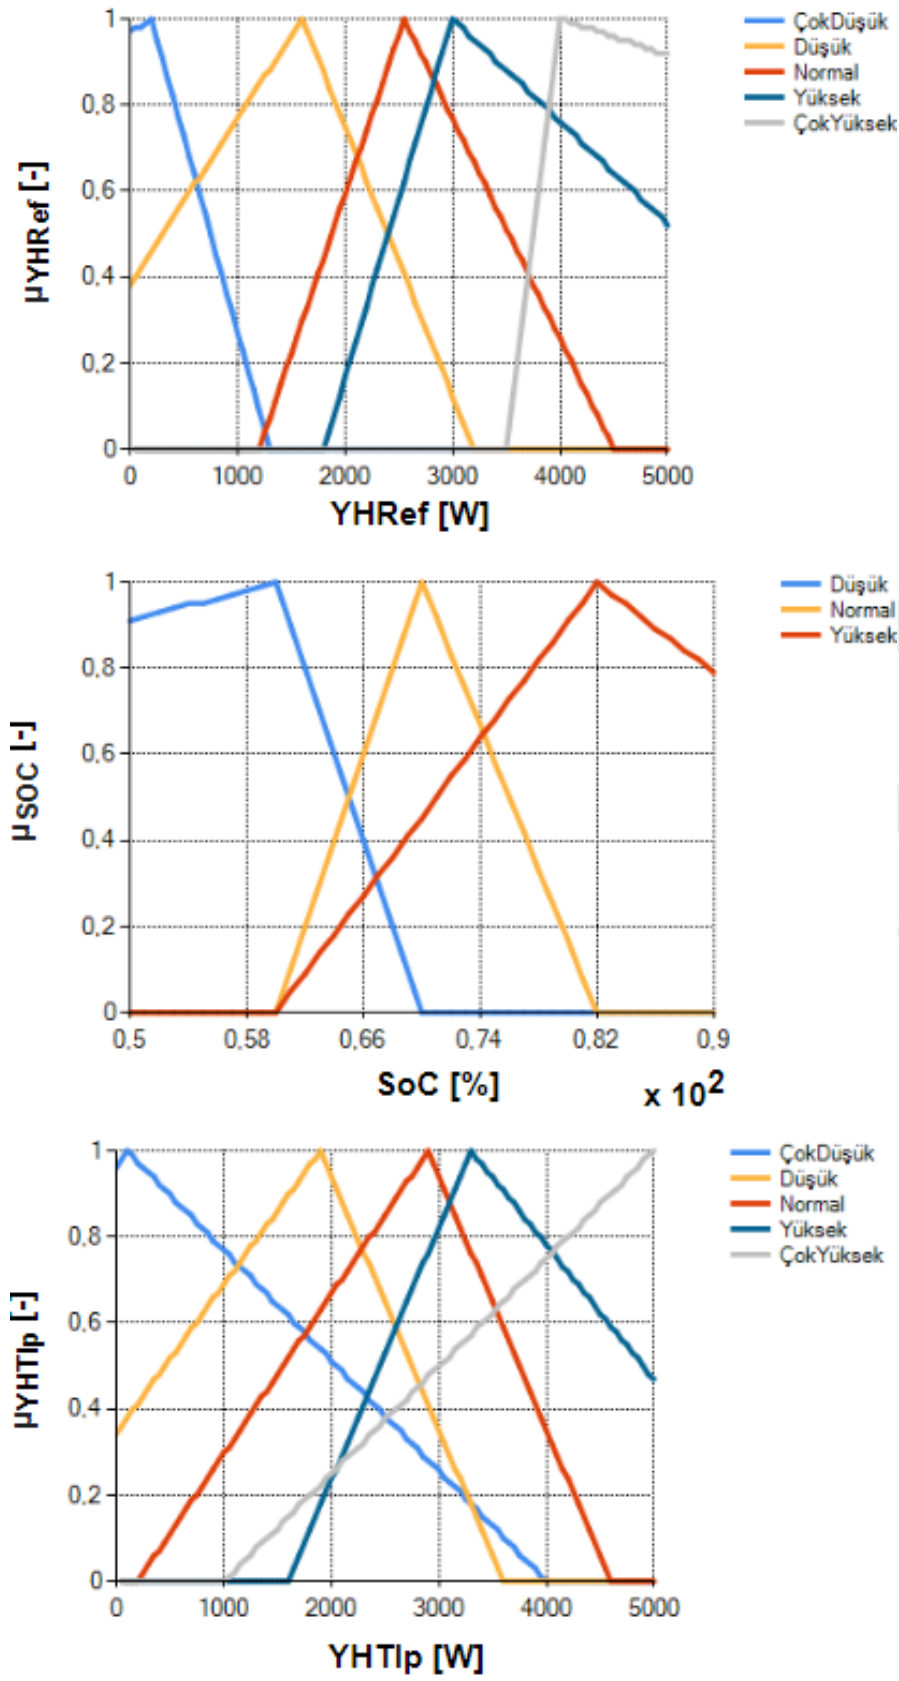 1
0,8
0,6
0,4
0,2
0
μYHRef [-]
0 1000 2000 3000 4000 5000
YHRef [W]
ÇokDüşük
Düşük
Normal
Yüksek
ÇokYüksek
1
0,8
0,6
0,4
0,2
0
μSOC [-]
0,5 0,58 0,66 0,74 0,82 0,9
SoC [%]
x 10²
Düşük
Normal
Yüksek
1
0,8
0,6
0,4
0,2
0
μYHTlp [-]
0 1000 2000 3000 4000 5000
YHTlp [W]
ÇokDüşük
Düşük
Normal
Yüksek
ÇokYüksek